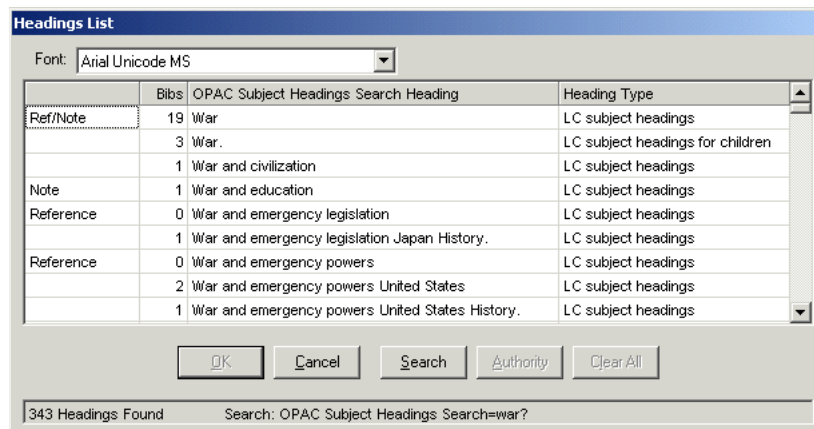 Headings List
Font: Arial Unicode MS
Bibs OPAC Subject Headings Search Heading Heading Type
Ref/Note 19 War LC subject headings
3 War. LC subject headings for children
1 War and civilization LC subject headings
Note 1 War and education LC subject headings
Reference 0 War and emergency legislation LC subject headings
1 War and emergency legislation Japan History. LC subject headings
Reference 0 War and emergency powers LC subject headings
2 War and emergency powers United States LC subject headings
1 War and emergency powers United States History. LC subject headings
OK Cancel Search Authority Clear All
343 Headings Found Search: OPAC Subject Headings Search=war?